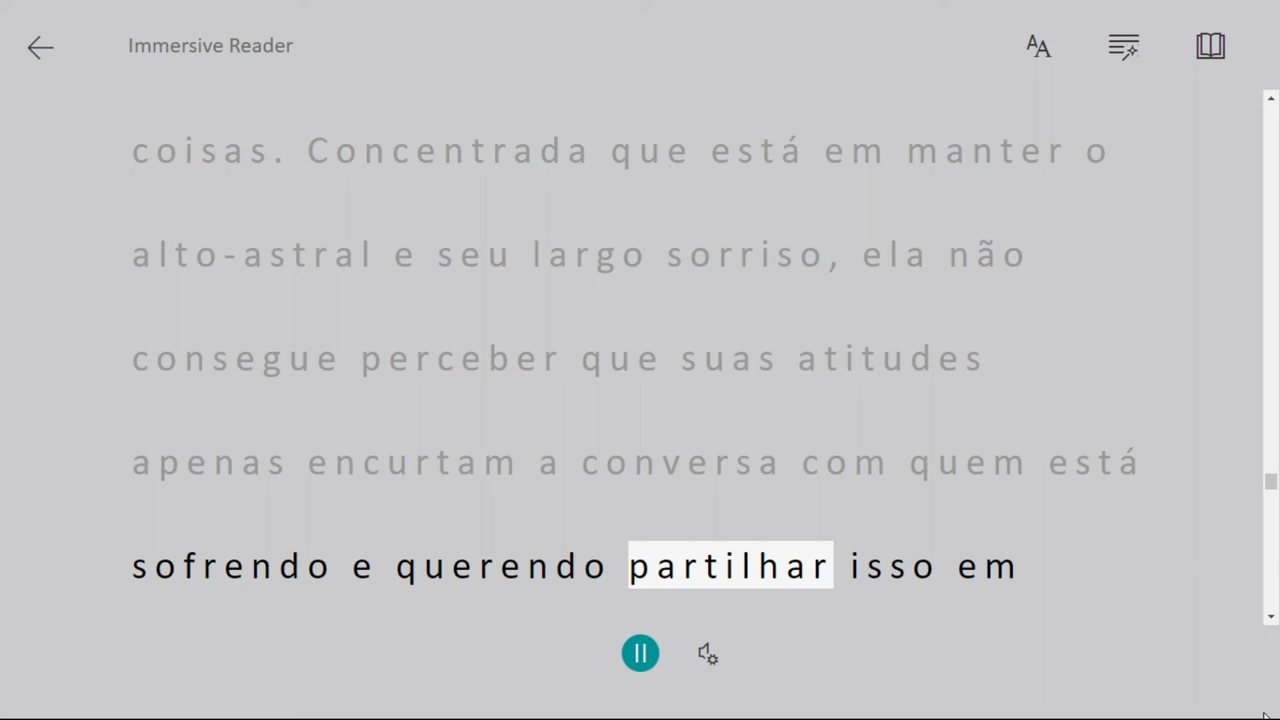 Immersive Reader
coisas. Concentrada que está em manter o
alto-astral e seu largo sorriso, ela não
consegue perceber que suas atitudes
apenas encurtam a conversa com quem está
sofrendo e querendo partilhar isso em